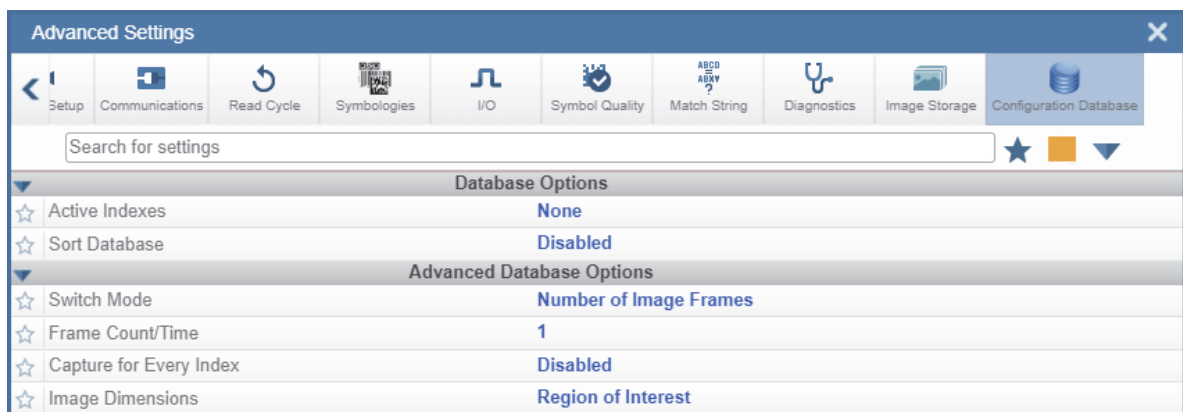 Advanced Settings
Setup Communications Read Cycle Symbologies I/O Symbol Quality Match String Diagnostics Image Storage Configuration Database
ABCD
ABXY
?
Search for settings
Database Options
Active Indexes None
Sort Database Disabled
Advanced Database Options
Switch Mode Number of Image Frames
Frame Count/Time 1
Capture for Every Index Disabled
Image Dimensions Region of Interest